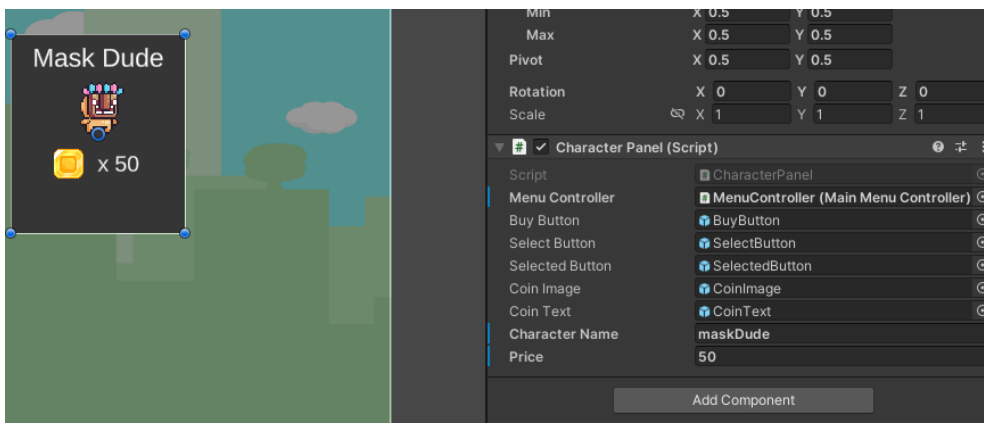 Mask Dude
x 50
Min X 0.5 Y 0.5
Max X 0.5 Y 0.5
Pivot X 0.5 Y 0.5
Rotation X 0 Y 0 Z 0
Scale X 1 Y 1 Z 1
# Character Panel (Script)
Script # CharacterPanel
Menu Controller # MenuController (Main Menu Controller)
Buy Button BuyButton
Select Button SelectButton
Selected Button SelectedButton
Coin Image CoinImage
Coin Text CoinText
Character Name maskDude
Price 50
Add Component